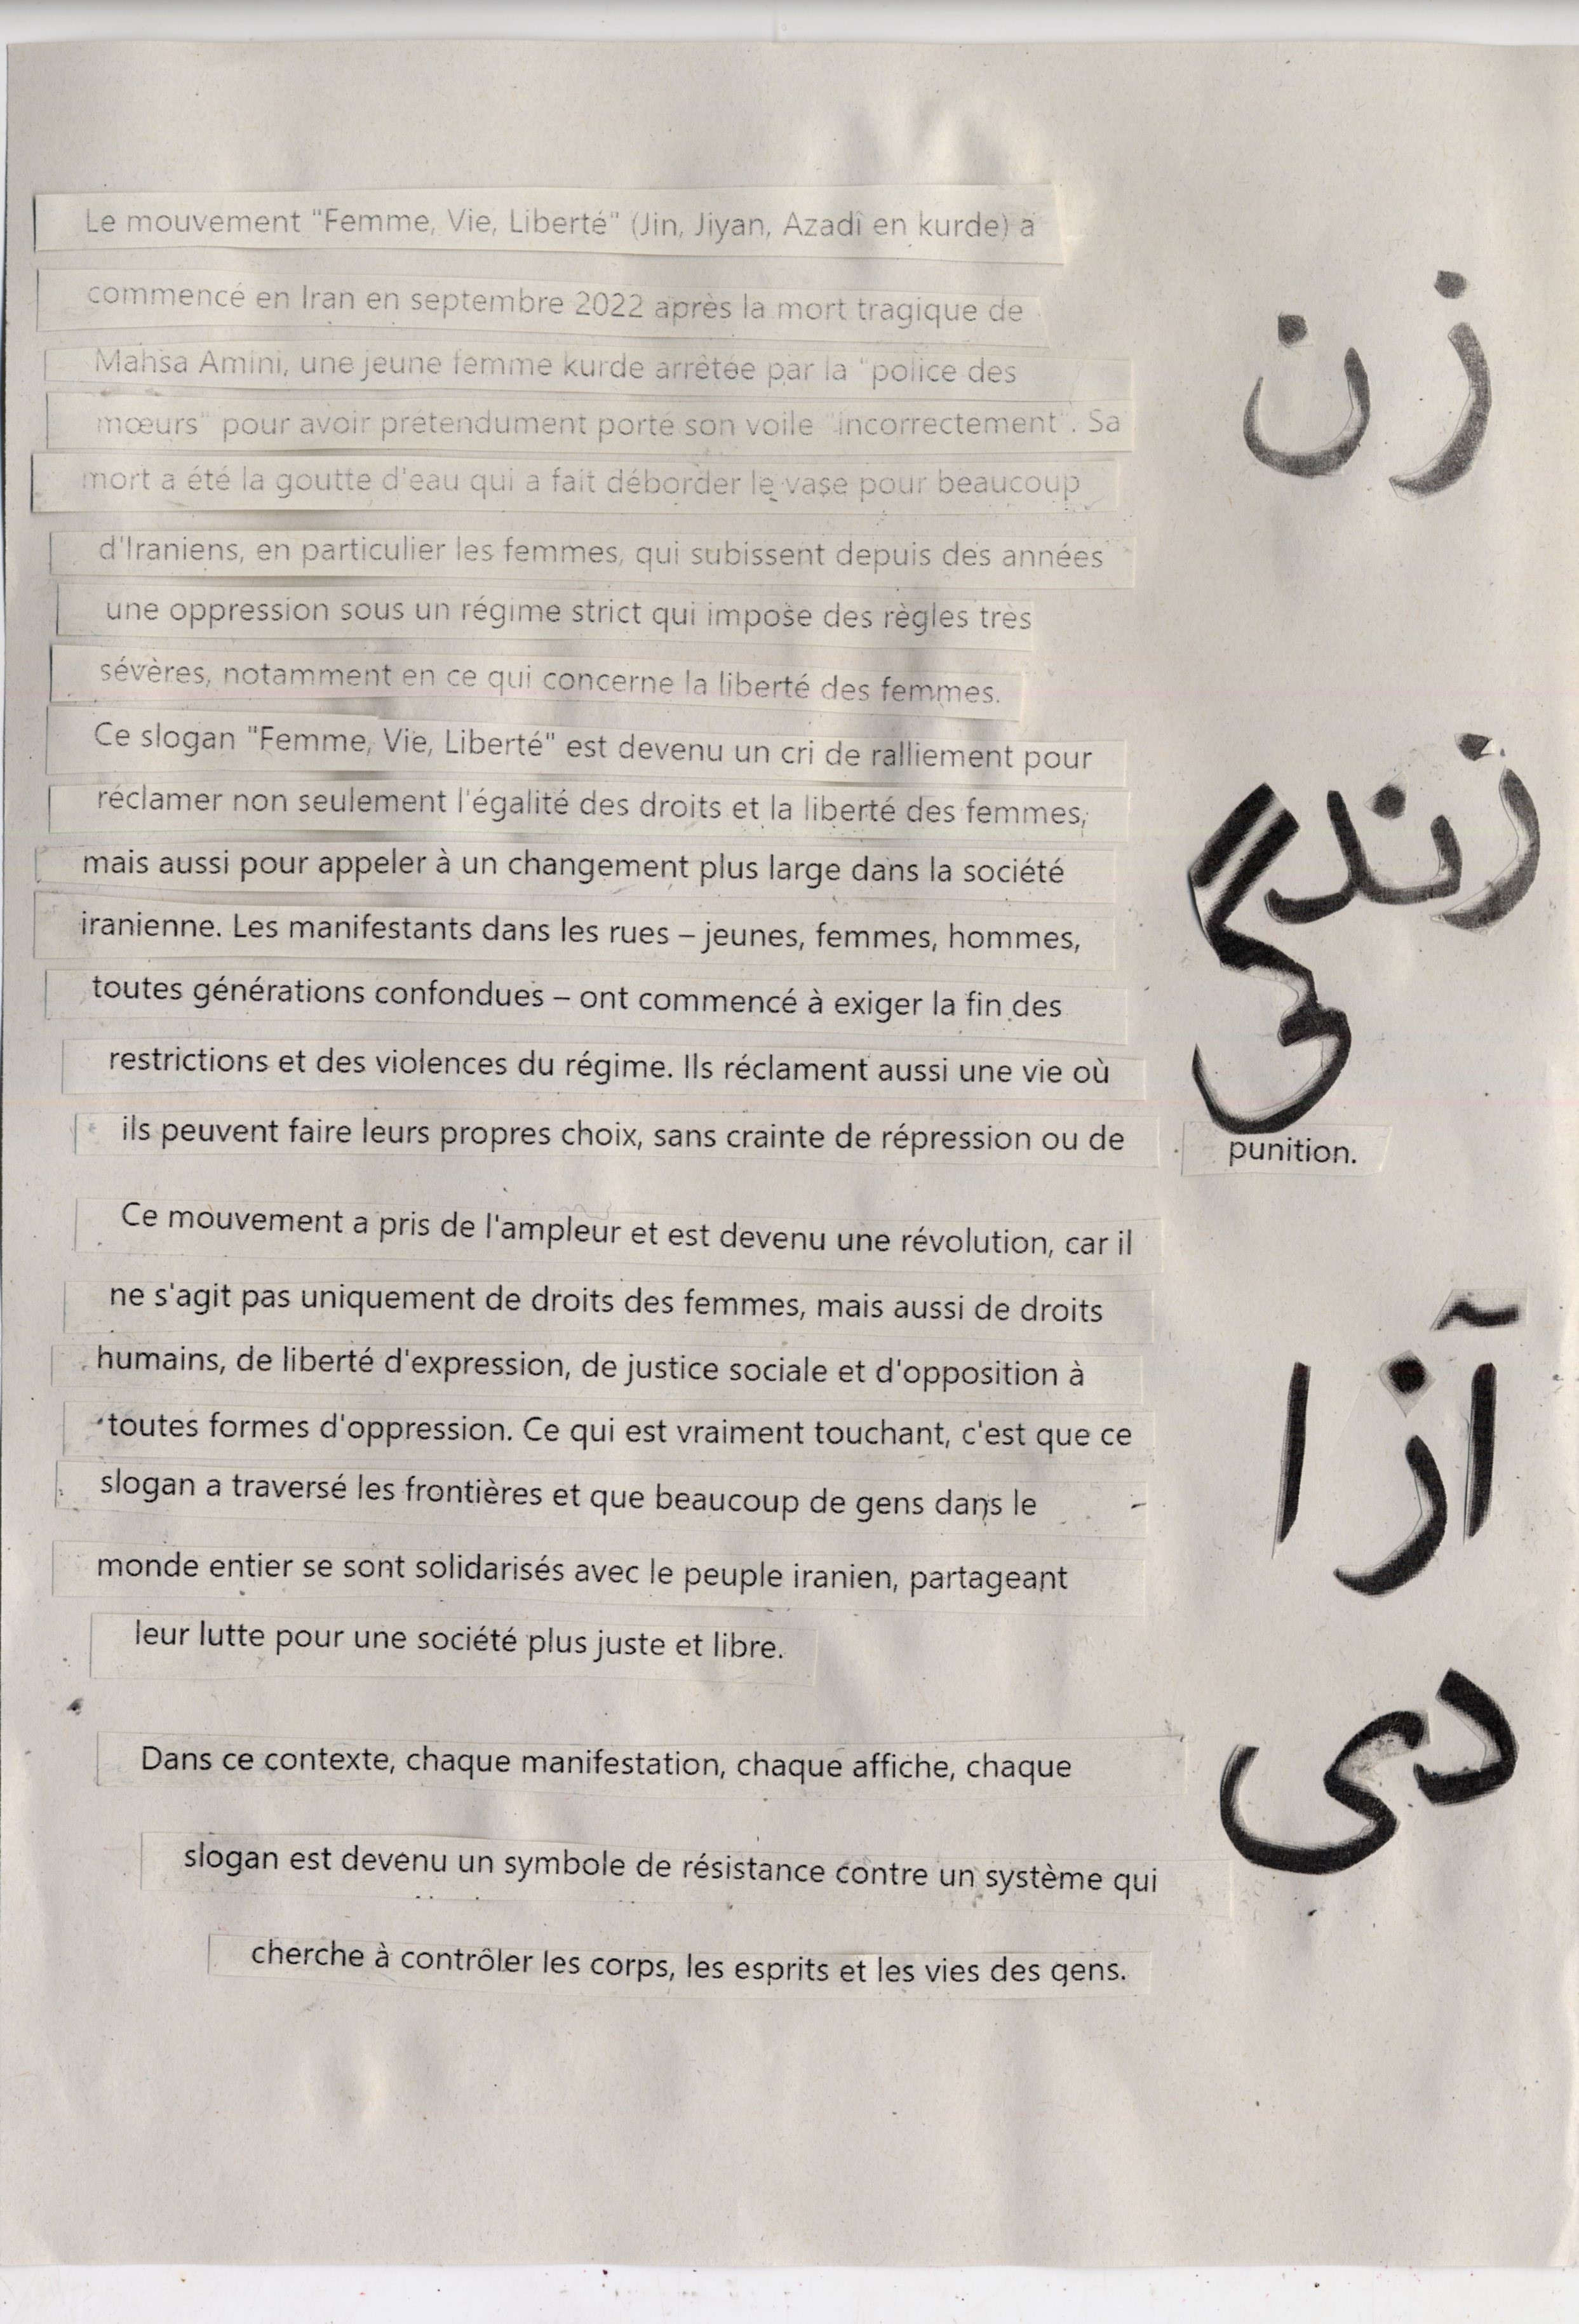 Le mouvement "Femme, Vie, Liberté" (Jin, Jiyan, Azadî en kurde) a
commencé en Iran en septembre 2022 après la mort tragique de
Mahsa Amini, une jeune femme kurde arrêtée par la "police des
mœurs" pour avoir prétendument porté son voile "incorrectement". Sa
mort a été la goutte d'eau qui a fait déborder le vase pour beaucoup
d'Iraniens, en particulier les femmes, qui subissent depuis des années
une oppression sous un régime strict qui impose des règles très
sévères, notamment en ce qui concerne la liberté des femmes.
Ce slogan "Femme, Vie, Liberté" est devenu un cri de ralliement pour
réclamer non seulement l'égalité des droits et la liberté des femmes,
mais aussi pour appeler à un changement plus large dans la société
iranienne. Les manifestants dans les rues – jeunes, femmes, hommes,
toutes générations confondues – ont commencé à exiger la fin des
restrictions et des violences du régime. Ils réclament aussi une vie où
ils peuvent faire leurs propres choix, sans crainte de répression ou de punition.
Ce mouvement a pris de l'ampleur et est devenu une révolution, car il
ne s'agit pas uniquement de droits des femmes, mais aussi de droits
humains, de liberté d'expression, de justice sociale et d'opposition à
toutes formes d'oppression. Ce qui est vraiment touchant, c'est que ce
slogan a traversé les frontières et que beaucoup de gens dans le
monde entier se sont solidarisés avec le peuple iranien, partageant
leur lutte pour une société plus juste et libre.
Dans ce contexte, chaque manifestation, chaque affiche, chaque
slogan est devenu un symbole de résistance contre un système qui
cherche à contrôler les corps, les esprits et les vies des gens.
زن
زندگی
آزا
دی